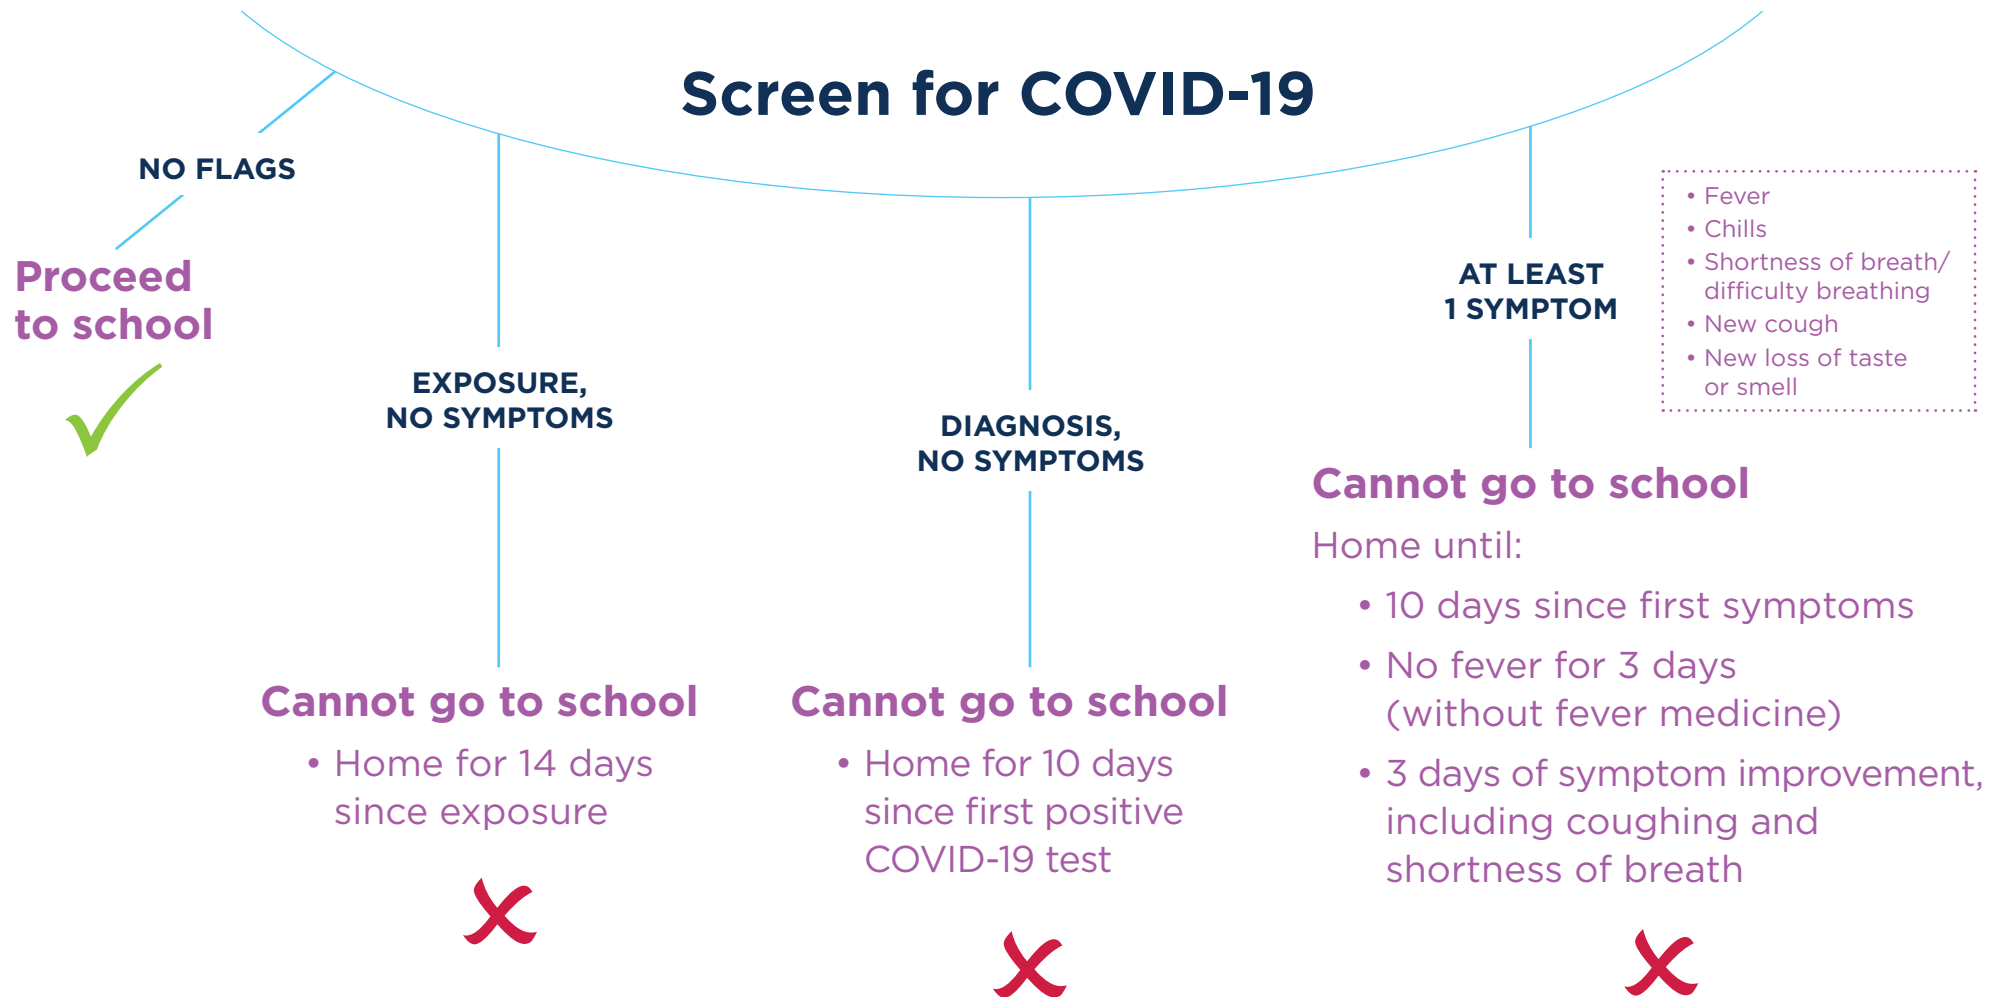 Screen for COVID-19
NO FLAGS
Proceed
to school
EXPOSURE,
NO SYMPTOMS
Cannot go to school
• Home for 14 days
since exposure
DIAGNOSIS,
NO SYMPTOMS
Cannot go to school
• Home for 10 days
since first positive
COVID-19 test
AT LEAST
1 SYMPTOM
• Fever
• Chills
• Shortness of breath/
difficulty breathing
• New cough
• New loss of taste
or smell
Cannot go to school
Home until:
• 10 days since first symptoms
• No fever for 3 days
(without fever medicine)
• 3 days of symptom improvement,
including coughing and
shortness of breath